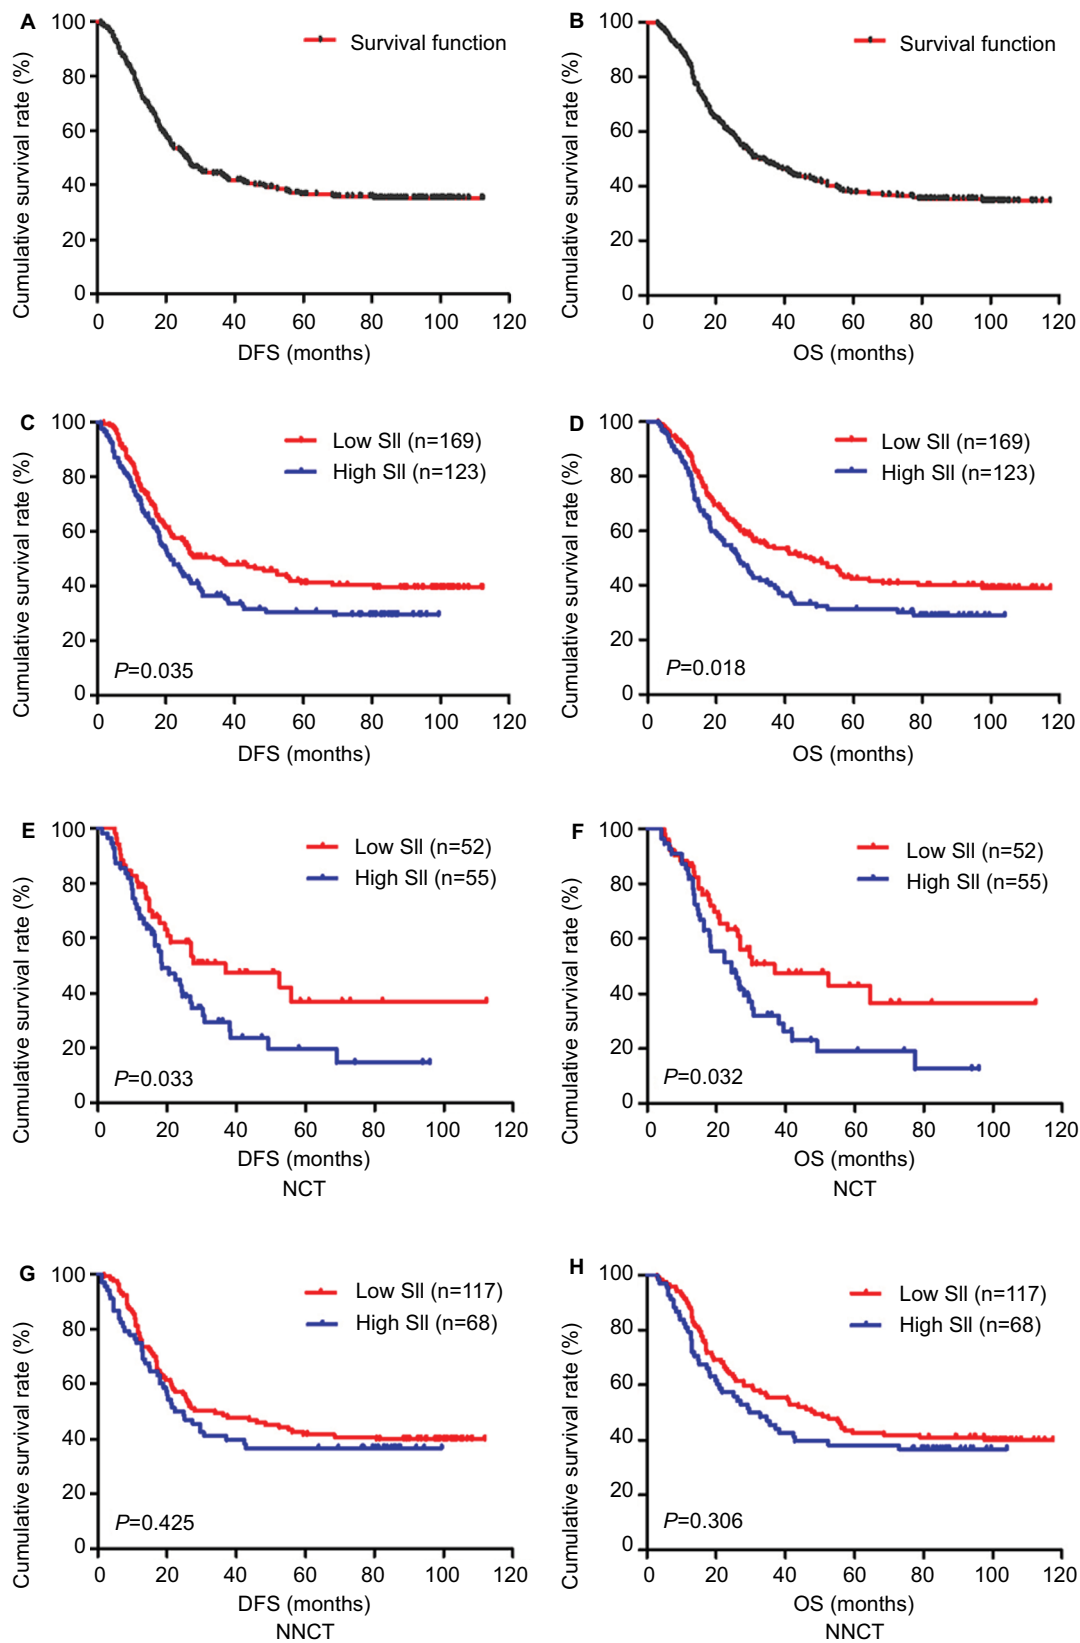 A
Cumulative survival rate (%)
100
80
60
40
20
0
Survival function
0 20 40 60 80 100 120
DFS (months)
B
Cumulative survival rate (%)
100
80
60
40
20
0
Survival function
0 20 40 60 80 100 120
OS (months)
C
Cumulative survival rate (%)
100
80
60
40
20
0
Low SII (n=169)
High SII (n=123)
P=0.035
0 20 40 60 80 100 120
DFS (months)
D
Cumulative survival rate (%)
100
80
60
40
20
0
Low SII (n=169)
High SII (n=123)
P=0.018
0 20 40 60 80 100 120
OS (months)
E
Cumulative survival rate (%)
100
80
60
40
20
0
Low SII (n=52)
High SII (n=55)
P=0.033
0 20 40 60 80 100 120
DFS (months)
NCT
F
Cumulative survival rate (%)
100
80
60
40
20
0
Low SII (n=52)
High SII (n=55)
P=0.032
0 20 40 60 80 100 120
OS (months)
NCT
G
Cumulative survival rate (%)
100
80
60
40
20
0
Low SII (n=117)
High SII (n=68)
P=0.425
0 20 40 60 80 100 120
DFS (months)
NNCT
H
Cumulative survival rate (%)
100
80
60
40
20
0
Low SII (n=117)
High SII (n=68)
P=0.306
0 20 40 60 80 100 120
OS (months)
NNCT